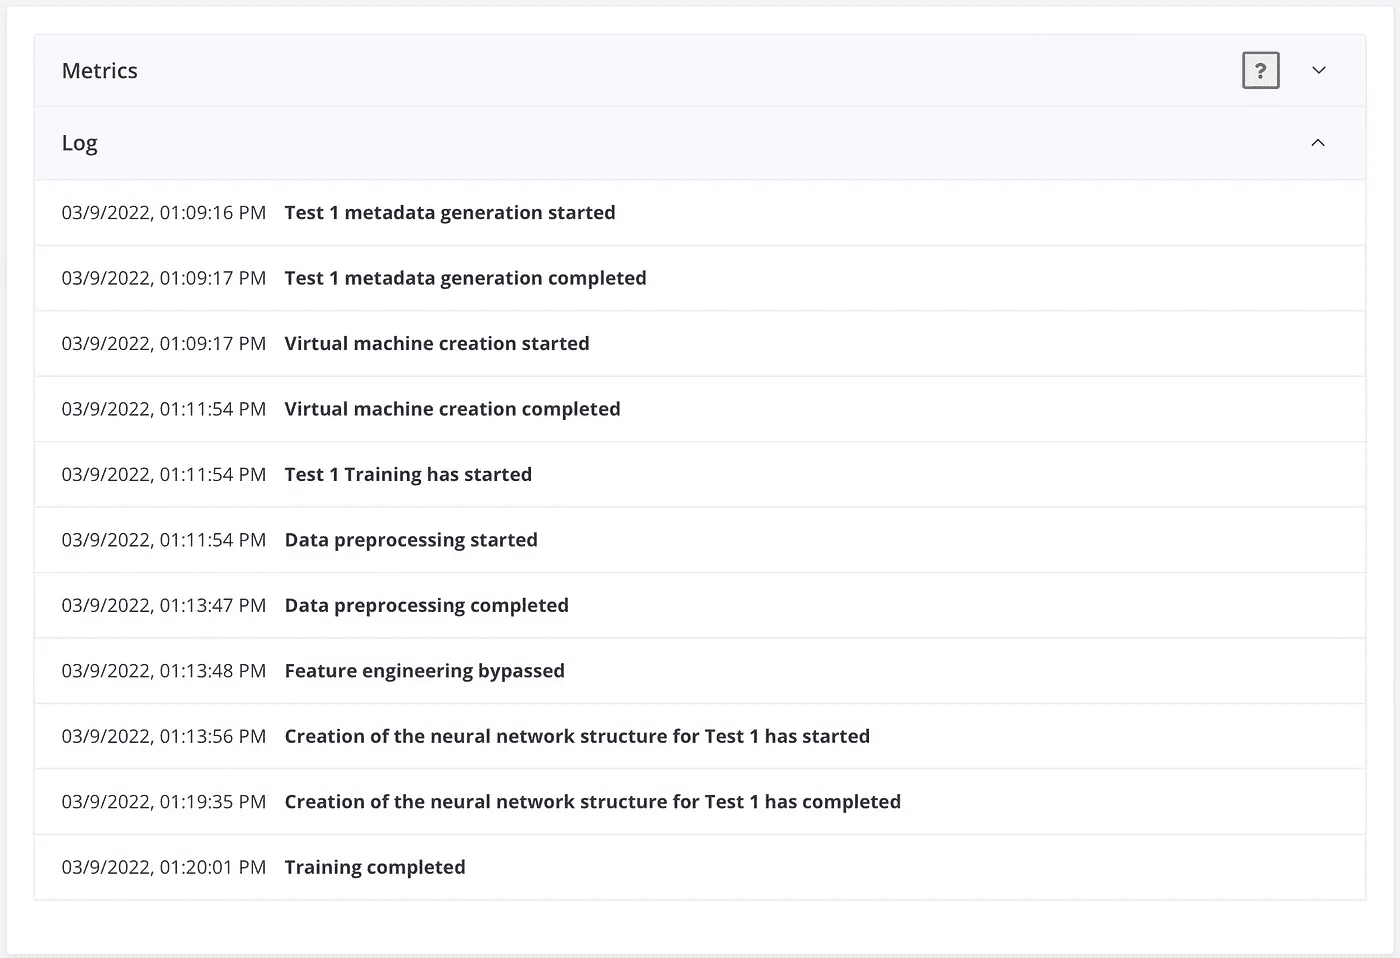 Metrics ?
Log
03/9/2022, 01:09:16 PM Test 1 metadata generation started
03/9/2022, 01:09:17 PM Test 1 metadata generation completed
03/9/2022, 01:09:17 PM Virtual machine creation started
03/9/2022, 01:11:54 PM Virtual machine creation completed
03/9/2022, 01:11:54 PM Test 1 Training has started
03/9/2022, 01:11:54 PM Data preprocessing started
03/9/2022, 01:13:47 PM Data preprocessing completed
03/9/2022, 01:13:48 PM Feature engineering bypassed
03/9/2022, 01:13:56 PM Creation of the neural network structure for Test 1 has started
03/9/2022, 01:19:35 PM Creation of the neural network structure for Test 1 has completed
03/9/2022, 01:20:01 PM Training completed